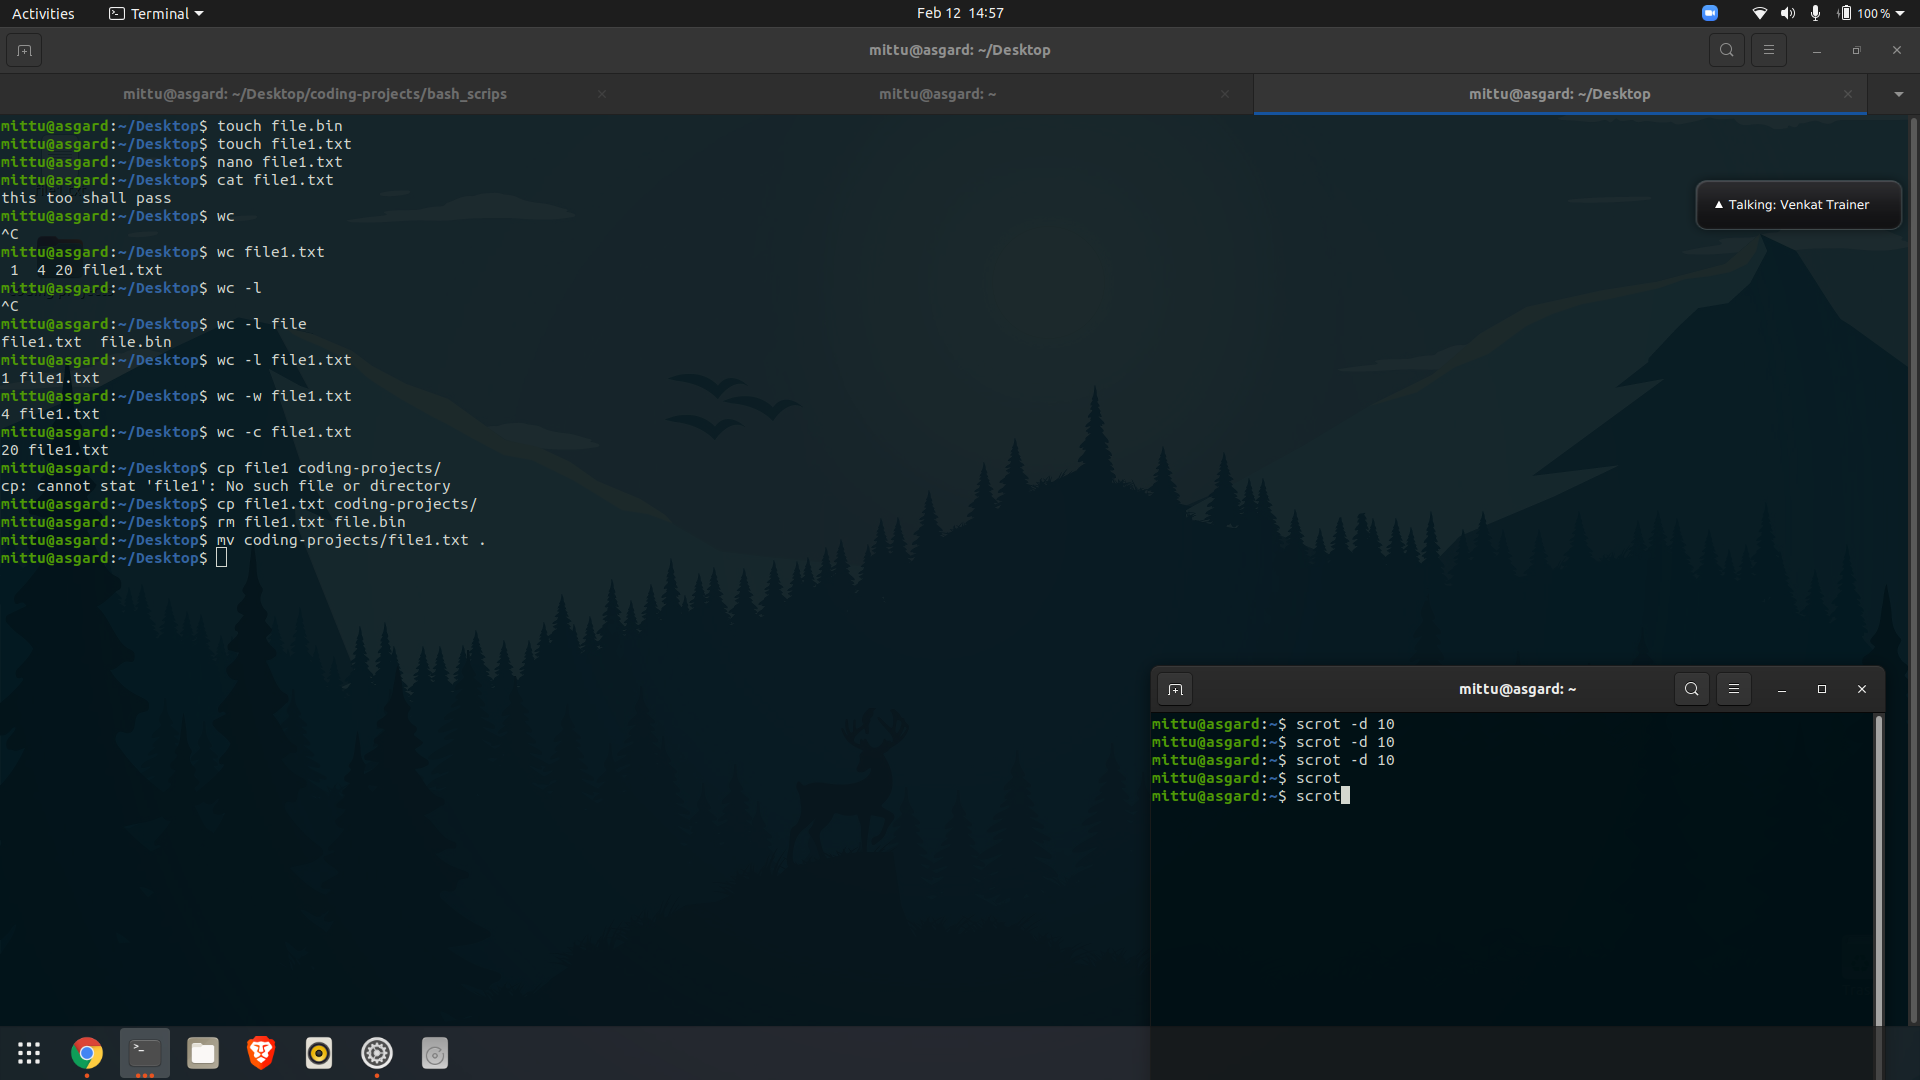 Activities
Terminal
Feb 12 14:57
100 %
mittu@asgard: ~/Desktop
mittu@asgard: ~/Desktop/coding-projects/bash_scrips
mittu@asgard: ~
mittu@asgard: ~/Desktop
mittu@asgard:~/Desktop$ touch file.bin
mittu@asgard:~/Desktop$ touch file1.txt
mittu@asgard:~/Desktop$ nano file1.txt
mittu@asgard:~/Desktop$ cat file1.txt
this too shall pass
mittu@asgard:~/Desktop$ wc
^C
mittu@asgard:~/Desktop$ wc file1.txt
 1  4 20 file1.txt
mittu@asgard:~/Desktop$ wc -l
^C
mittu@asgard:~/Desktop$ wc -l file
file1.txt  file.bin
mittu@asgard:~/Desktop$ wc -l file1.txt
1 file1.txt
mittu@asgard:~/Desktop$ wc -w file1.txt
4 file1.txt
mittu@asgard:~/Desktop$ wc -c file1.txt
20 file1.txt
mittu@asgard:~/Desktop$ cp file1 coding-projects/
cp: cannot stat 'file1': No such file or directory
mittu@asgard:~/Desktop$ cp file1.txt coding-projects/
mittu@asgard:~/Desktop$ rm file1.txt file.bin
mittu@asgard:~/Desktop$ mv coding-projects/file1.txt .
mittu@asgard:~/Desktop$
Talking: Venkat Trainer
mittu@asgard: ~
mittu@asgard:~$ scrot -d 10
mittu@asgard:~$ scrot -d 10
mittu@asgard:~$ scrot -d 10
mittu@asgard:~$ scrot
mittu@asgard:~$ scrot